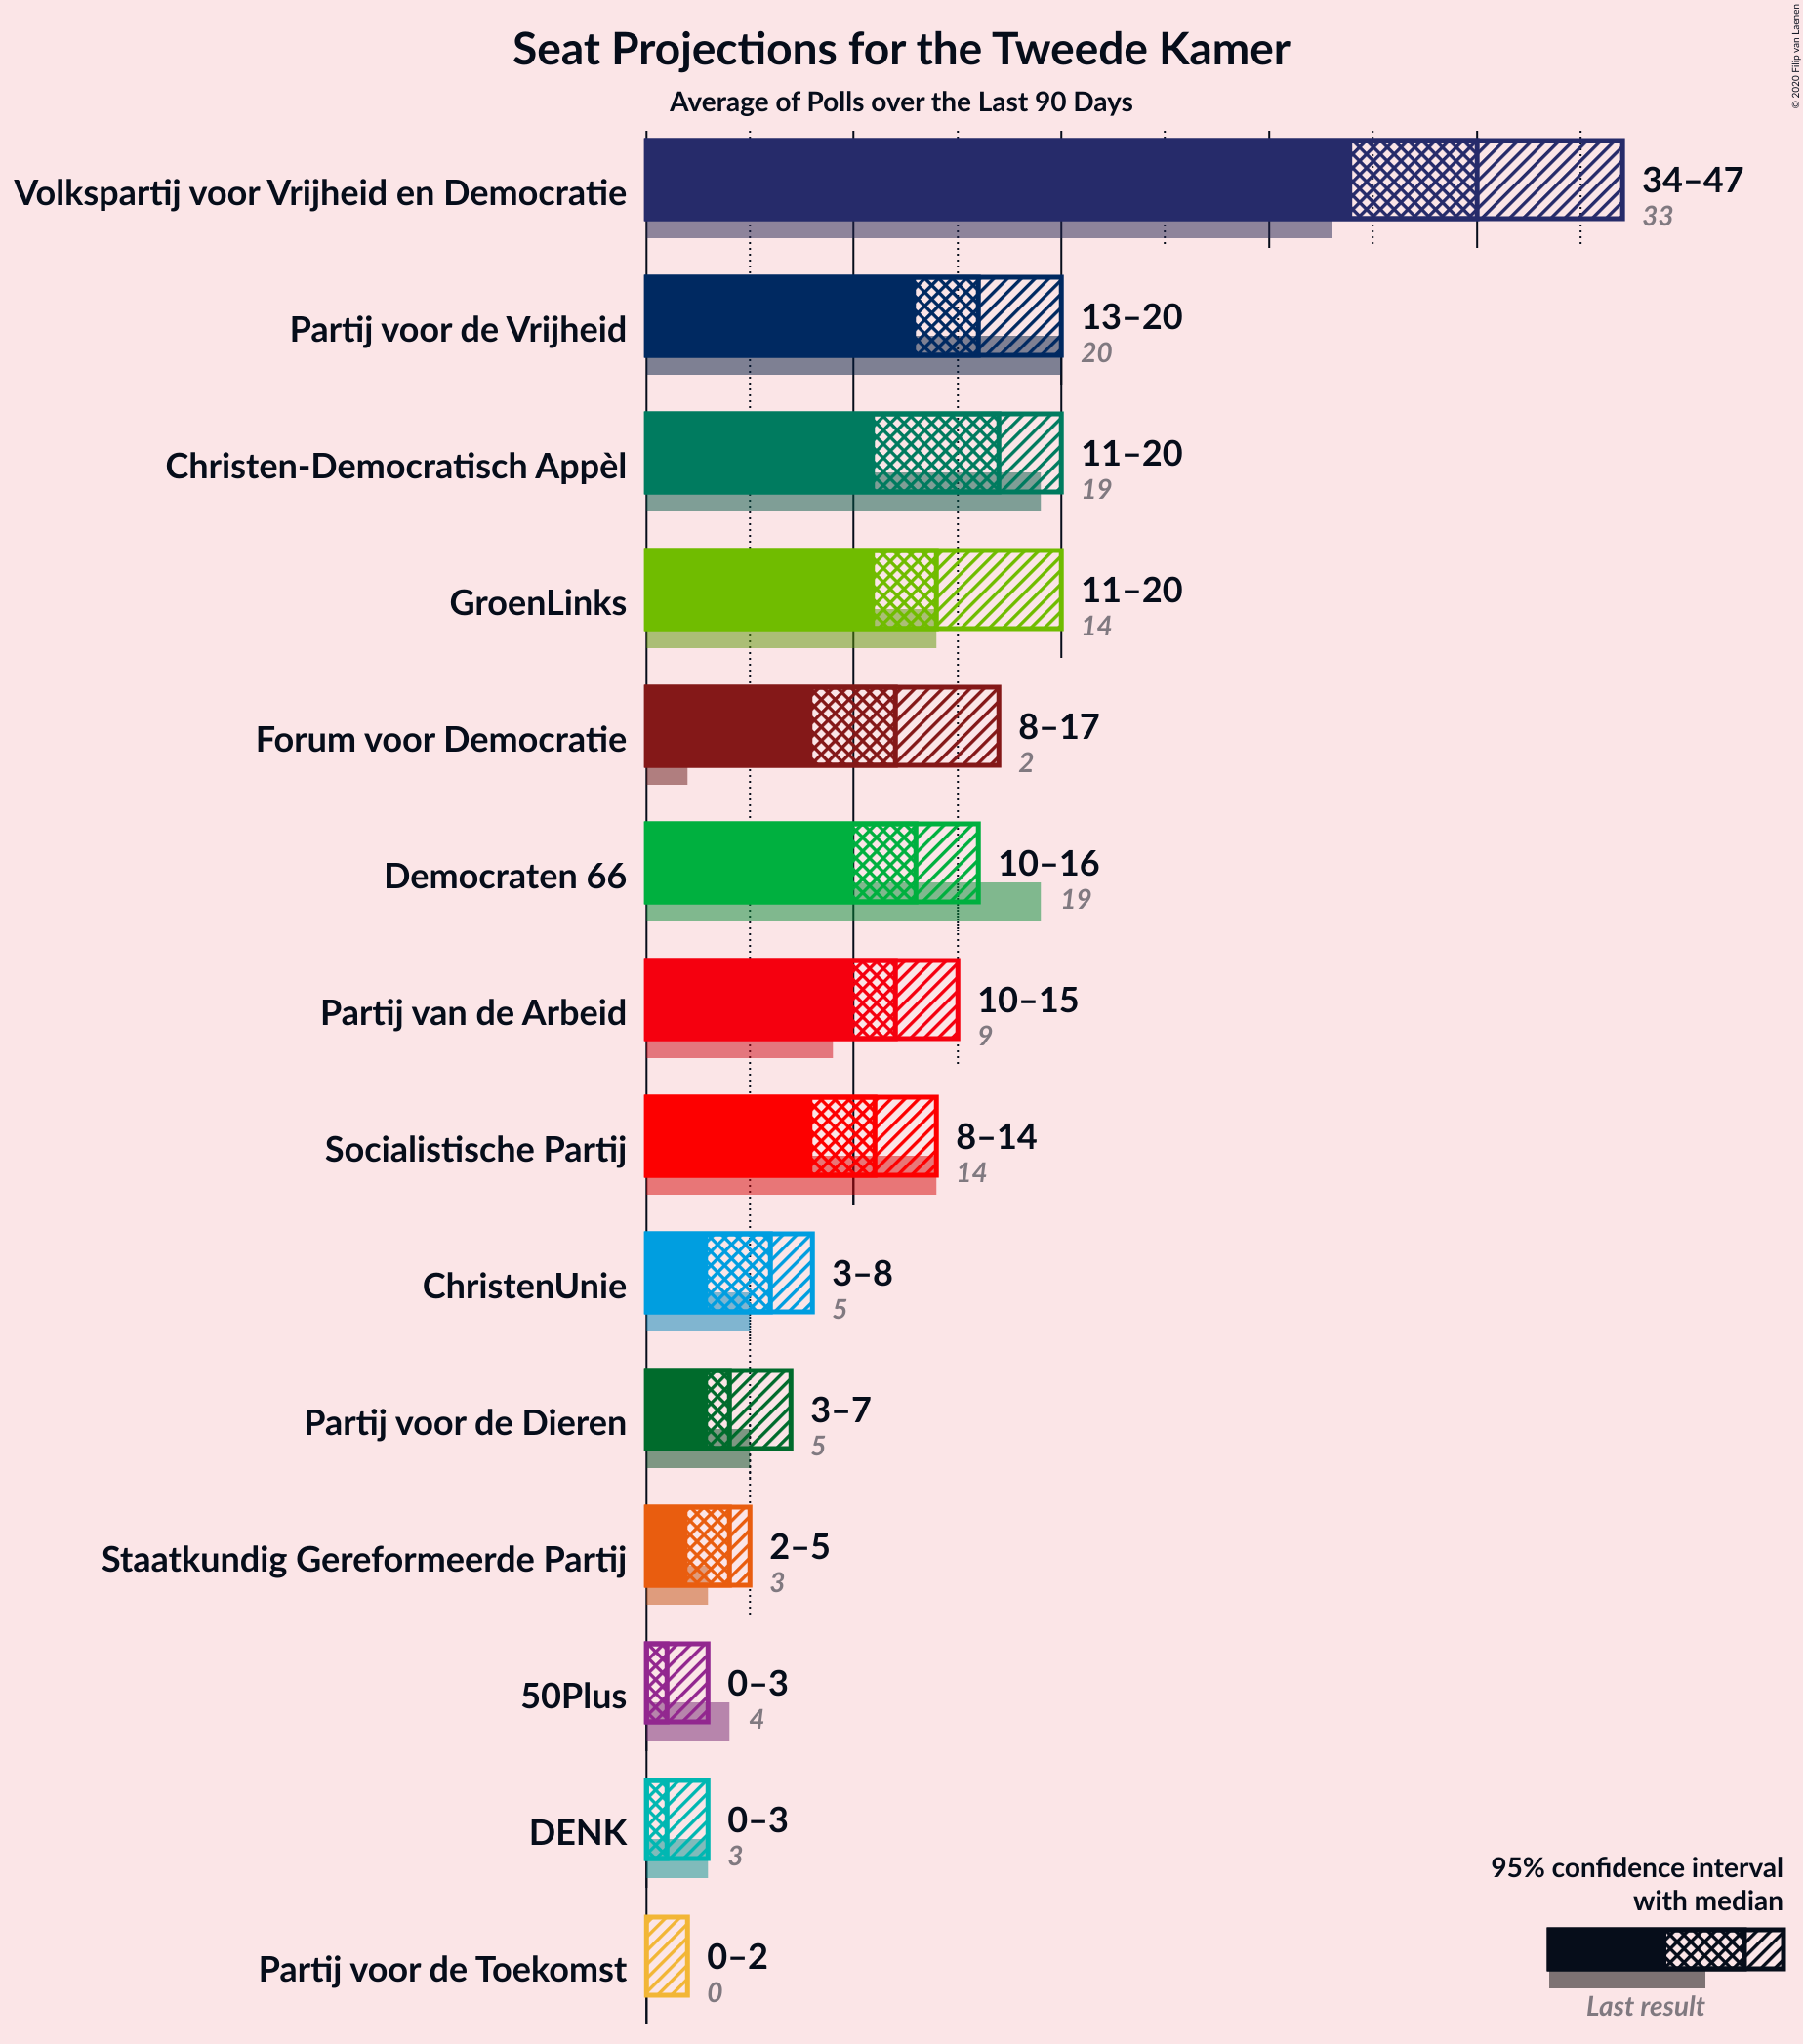 Seat Projections for the Tweede Kamer
Average of Polls over the Last 90 Days
© 2020 Filip van Laenen
Volkspartij voor Vrijheid en Democratie
34–47
33
Partij voor de Vrijheid
13–20
20
Christen-Democratisch Appèl
11–20
19
GroenLinks
11–20
14
Forum voor Democratie
8–17
2
Democraten 66
10–16
19
Partij van de Arbeid
10–15
9
Socialistische Partij
8–14
14
ChristenUnie
3–8
5
Partij voor de Dieren
3–7
5
Staatkundig Gereformeerde Partij
2–5
3
50Plus
0–3
4
DENK
0–3
3
Partij voor de Toekomst
0–2
0
95% confidence interval
with median
Last result